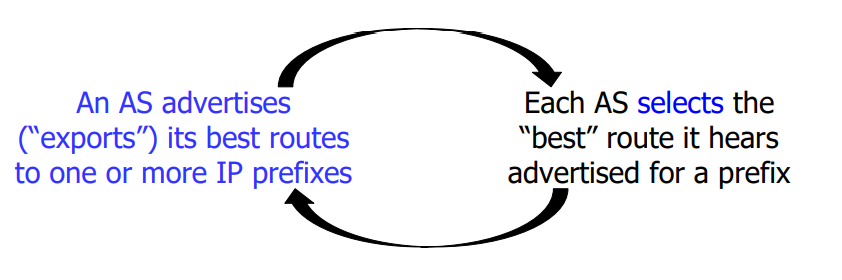 An AS advertises
(“exports”) its best routes
to one or more IP prefixes
Each AS selects the
“best” route it hears
advertised for a prefix